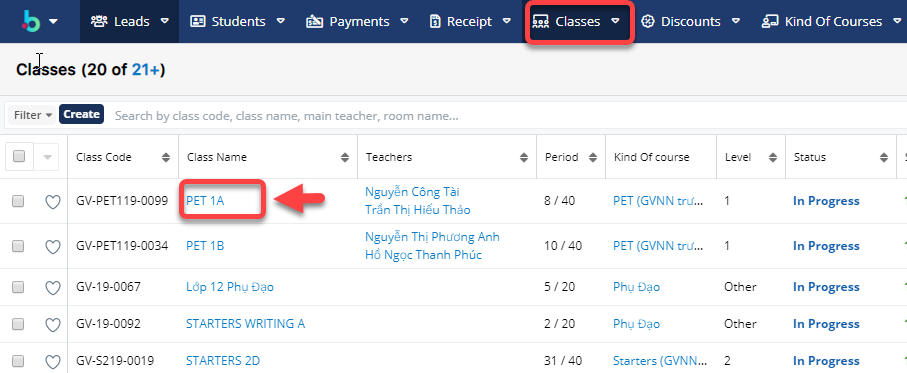 Leads Students Payments Receipt Classes Discounts Kind Of Courses
Classes (20 of 21+)
Filter Create Search by class code, class name, main teacher, room name...
Class Code Class Name Teachers Period Kind Of course Level Status
GV-PET119-0099 PET 1A Nguyễn Công Tài 8 / 40 PET (GVNN trư... 1 In Progress
Trần Thị Hiếu Thảo
GV-PET119-0034 PET 1B Nguyễn Thị Phương Anh 10 / 40 PET (GVNN trư... 1 In Progress
Hồ Ngọc Thanh Phúc
GV-19-0067 Lớp 12 Phụ Đạo 5 / 20 Phụ Đạo Other In Progress
GV-19-0092 STARTERS WRITING A 2 / 20 Phụ Đạo Other In Progress
GV-S219-0019 STARTERS 2D 31 / 40 Starters (GVNN... 2 In Progress